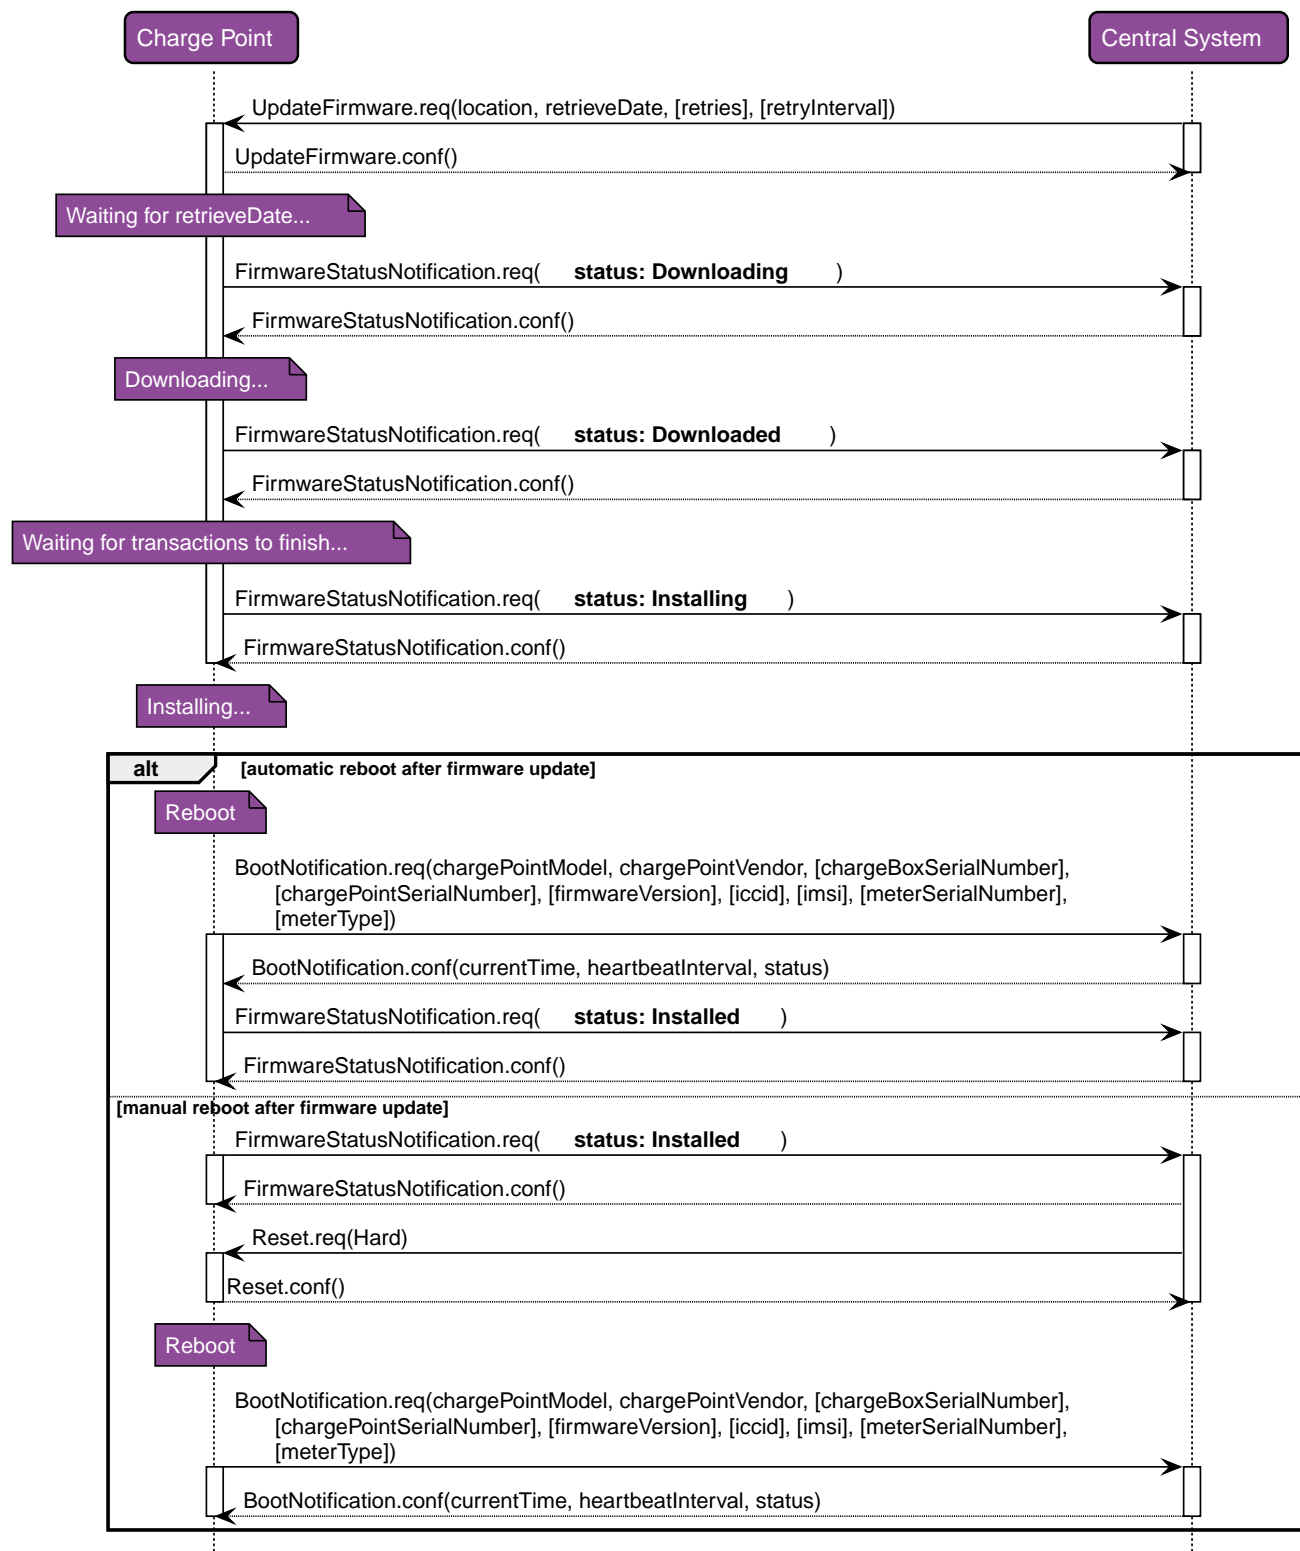 Charge Point
Central System
UpdateFirmware.req(location, retrieveDate, [retries], [retryInterval])
UpdateFirmware.conf()
Waiting for retrieveDate...
FirmwareStatusNotification.req( status: Downloading )
FirmwareStatusNotification.conf()
Downloading...
FirmwareStatusNotification.req( status: Downloaded )
FirmwareStatusNotification.conf()
Waiting for transactions to finish...
FirmwareStatusNotification.req( status: Installing )
FirmwareStatusNotification.conf()
Installing...
alt [automatic reboot after firmware update]
Reboot
BootNotification.req(chargePointModel, chargePointVendor, [chargeBoxSerialNumber],
[chargePointSerialNumber], [firmwareVersion], [iccid], [imsi], [meterSerialNumber],
[meterType])
BootNotification.conf(currentTime, heartbeatInterval, status)
FirmwareStatusNotification.req( status: Installed )
FirmwareStatusNotification.conf()
[manual reboot after firmware update]
FirmwareStatusNotification.req( status: Installed )
FirmwareStatusNotification.conf()
Reset.req(Hard)
Reset.conf()
Reboot
BootNotification.req(chargePointModel, chargePointVendor, [chargeBoxSerialNumber],
[chargePointSerialNumber], [firmwareVersion], [iccid], [imsi], [meterSerialNumber],
[meterType])
BootNotification.conf(currentTime, heartbeatInterval, status)